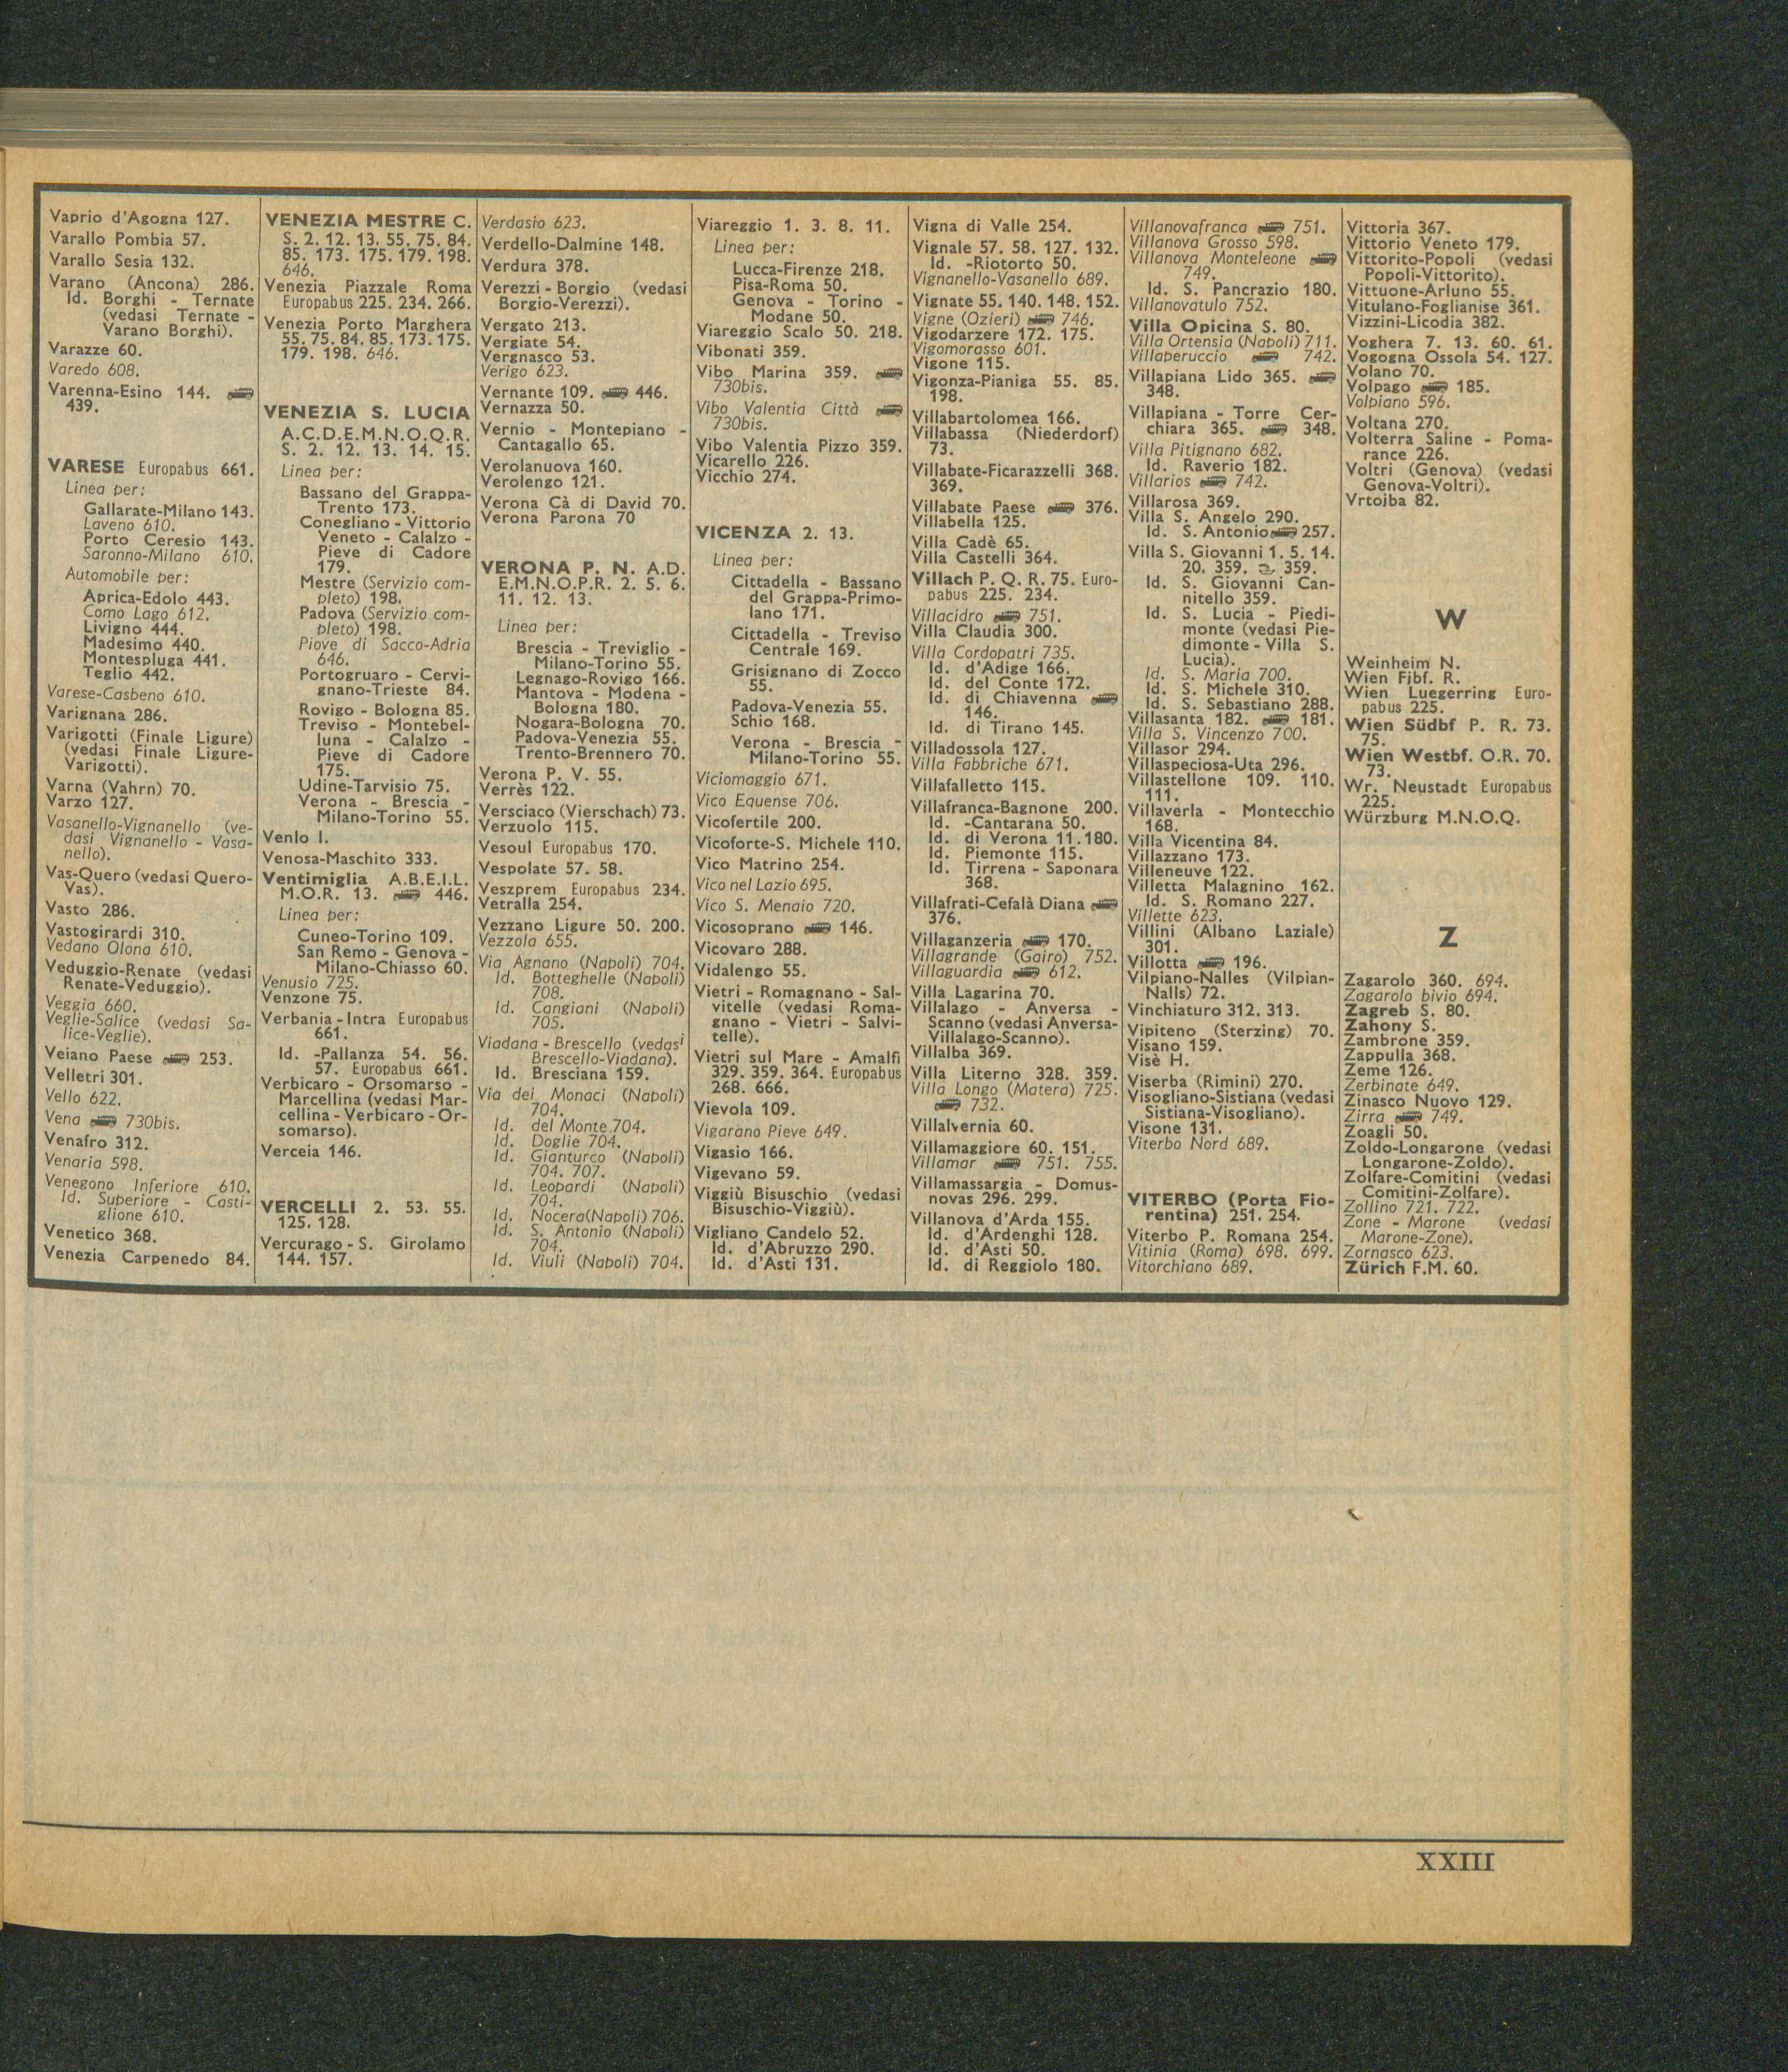 Vaprio d'Agogna 127.
Varallo Pombia 57.
Varallo Sesia 132.
Varano (Ancona) 286.
Id. Borghi - Ternate
(vedasi Ternate -
Varano Borghi).
Varazze 60.
Varedo 608.
Varenna-Esino 144.
439.
VARESE Europabus 661.
Linea per:
Gallarate-Milano 143.
Laveno 610.
Porto Ceresio 143.
Saronno-Milano 610.
Automobile per:
Aprica-Edolo 443.
Como Lago 612.
Livigno 444.
Madesimo 440.
Montespluga 441.
Teglio 442.
Varese-Casbeno 610.
Varignana 286.
Varigotti (Finale Ligure)
(vedasi Finale Ligure-
Varigotti).
Varna (Vahrn) 70.
Varzo 127.
Vasanello-Vignanello (ve-
dasi Vignanello - Vasa-
nello).
Vas-Quero (vedasi Quero-
Vas).
Vasto 286.
Vastogirardi 310.
Vedano Olona 610.
Veduggio-Renate (vedasi
Renate-Veduggio).
Veggia 660.
Veglie-Salice (vedasi Sa-
lice-Veglie).
Veiano Paese 253.
Velletri 301.
Vello 622.
Vena 730bis.
Venafro 312.
Venaria 598.
Venegono Inferiore 610.
Id. Superiore - Casti-
glione 610.
Venetico 368.
Venezia Carpenedo 84.
VENEZIA MESTRE C.
S. 2. 12. 13. 55. 75. 84.
85. 173. 175. 179. 198.
646.
Venezia Piazzale Roma
Europabus 225. 234. 266.
Venezia Porto Marghera
55. 75. 84. 85. 173. 175.
179. 198. 646.
VENEZIA S. LUCIA
A.C.D.E.M.N.O.Q.R.
S. 2. 12. 13. 14. 15.
Linea per:
Bassano del Grappa-
Trento 173.
Conegliano - Vittorio
Veneto - Calalzo -
Pieve di Cadore
179.
Mestre (Servizio com-
pleto) 198.
Padova (Servizio com-
pleto) 198.
Piove di Sacco-Adria
646.
Portogruaro - Cervi-
gnano-Trieste 84.
Rovigo - Bologna 85.
Treviso - Montebel-
luna - Calalzo -
Pieve di Cadore
175.
Udine-Tarvisio 75.
Verona - Brescia -
Milano-Torino 55.
Venlo I.
Venosa-Maschito 333.
Ventimiglia A.B.E.I.L.
M.O.R. 13. 446.
Linea per:
Cuneo-Torino 109.
San Remo - Genova -
Milano-Chiasso 60.
Venusio 725.
Venzone 75.
Verbania - Intra Europabus
661.
Id. -Pallanza 54. 56.
57. Europabus 661.
Verbicaro - Orsomarso -
Marcellina (vedasi Mar-
cellina - Verbicaro - Or-
somarso).
Verceia 146.
VERCELLI 2. 53. 55.
125. 128.
Vercurago - S. Girolamo
144. 157.
Verdasio 623.
Verdello-Dalmine 148.
Verdura 378.
Verezzi - Borgio (vedasi
Borgio-Verezzi).
Vergato 213.
Vergiate 54.
Vergnasco 53.
Verigo 623.
Vernante 109. 446.
Vernazza 50.
Vernio - Montepiano -
Cantagallo 65.
Verolanuova 160.
Verolengo 121.
Verona Cà di David 70.
Verona Parona 70
VERONA P. N. A.D.
E.M.N.O.P.R. 2. 5. 6.
11. 12. 13.
Linea per:
Brescia - Treviglio -
Milano-Torino 55.
Legnago-Rovigo 166.
Mantova - Modena -
Bologna 180.
Nogara-Bologna 70.
Padova-Venezia 55.
Trento-Brennero 70.
Verona P. V. 55.
Verrès 122.
Versciaco (Vierschach) 73.
Verzuolo 115.
Vesoul Europabus 170.
Vespolate 57. 58.
Veszprem Europabus 234.
Vetralla 254.
Vezzano Ligure 50. 200.
Vezzola 655.
Via Agnano (Napoli) 704.
Id. Botteghelle (Napoli)
708.
Id. Cangiani (Napoli)
705.
Viadana - Brescello (vedasi
Brescello-Viadana).
Id. Bresciana 159.
Via dei Monaci (Napoli)
704.
Id. del Monte 704.
Id. Doglie 704.
Id. Gianturco (Napoli)
704. 707.
Id. Leopardi (Napoli)
704.
Id. Nocera(Napoli) 706.
Id. S. Antonio (Napoli)
704.
Id. Viuli (Napoli) 704.
Viareggio 1. 3. 8. 11.
Linea per:
Lucca-Firenze 218.
Pisa-Roma 50.
Genova - Torino -
Modane 50.
Viareggio Scalo 50. 218.
Vibonati 359.
Vibo Marina 359.
730bis.
Vibo Valentia Città
730bis.
Vibo Valentia Pizzo 359.
Vicarello 226.
Vicchio 274.
VICENZA 2. 13.
Linea per:
Cittadella - Bassano
del Grappa-Primo-
lano 171.
Cittadella - Treviso
Centrale 169.
Grisignano di Zocco
55.
Padova-Venezia 55.
Schio 168.
Verona - Brescia -
Milano-Torino 55.
Viciomaggio 671.
Vico Equense 706.
Vicofertile 200.
Vicoforte-S. Michele 110.
Vico Matrino 254.
Vico nel Lazio 695.
Vico S. Menaio 720.
Vicosoprano 146.
Vicovaro 288.
Vidalengo 55.
Vietri - Romagnano - Sal-
vitelle (vedasi Roma-
gnano - Vietri - Salvi-
telle).
Vietri sul Mare - Amalfi
329. 359. 364. Europabus
268. 666.
Vievola 109.
Vigarano Pieve 649.
Vigasio 166.
Vigevano 59.
Viggiù Bisuschio (vedasi
Bisuschio-Viggiù).
Vigliano Candelo 52.
Id. d'Abruzzo 290.
Id. d'Asti 131.
Vigna di Valle 254.
Vignale 57. 58. 127. 132.
Id. -Riotorto 50.
Vignanello-Vasanello 689.
Vignate 55. 140. 148. 152.
Vigne (Ozieri) 746.
Vigodarzere 172. 175.
Vigomorasso 601.
Vigone 115.
Vigonza-Pianiga 55. 85.
198.
Villabartolomea 166.
Villabassa (Niederdorf)
73.
Villabate-Ficarazzelli 368.
369.
Villabate Paese 376.
Villabella 125.
Villa Cadè 65.
Villa Castelli 364.
Villach P. Q. R. 75. Euro-
pabus 225. 234.
Villacidro 751.
Villa Claudia 300.
Villa Cordopatri 735.
Id. d'Adige 166.
Id. del Conte 172.
Id. di Chiavenna
146.
Id. di Tirano 145.
Villadossola 127.
Villa Fabbriche 671.
Villafalletto 115.
Villafranca-Bagnone 200.
Id. -Cantarana 50.
Id. di Verona 11. 180.
Id. Piemonte 115.
Id. Tirrena - Saponara
368.
Villafrati-Cefalà Diana
376.
Villaganzeria 170.
Villagrande (Gairo) 752.
Villaguardia 612.
Villa Lagarina 70.
Villalago - Anversa -
Scanno (vedasi Anversa-
Villalago-Scanno).
Villalba 369.
Villa Literno 328. 359.
Villa Longo (Matera) 725.
732.
Villalvernia 60.
Villamaggiore 60. 151.
Villamar 751. 755.
Villamassargia - Domus-
novas 296. 299.
Villanova d'Arda 155.
Id. d'Ardenghi 128.
Id. d'Asti 50.
Id. di Reggiolo 180.
Villanovafranca 751.
Villanova Grosso 598.
Villanova Monteleone
749.
Id. S. Pancrazio 180.
Villanovatulo 752.
Villa Opicina S. 80.
Villa Ortensia (Napoli) 711.
Villaperuccio 742.
Villapiana Lido 365.
348.
Villapiana - Torre Cer-
chiara 365. 348.
Villa Pitignano 682.
Id. Raverio 182.
Villarios 742.
Villarosa 369.
Villa S. Angelo 290.
Id. S. Antonio 257.
Villa S. Giovanni 1. 5. 14.
20. 359. 359.
Id. S. Giovanni Can-
nitello 359.
Id. S. Lucia - Piedi-
monte (vedasi Pie-
dimonte - Villa S.
Lucia).
Id. S. Maria 700.
Id. S. Michele 310.
Id. S. Sebastiano 288.
Villasanta 182. 181.
Villa S. Vincenzo 700.
Villasor 294.
Villaspeciosa-Uta 296.
Villastellone 109. 110.
111.
Villaverla - Montecchio
168.
Villa Vicentina 84.
Villazzano 173.
Villeneuve 122.
Villetta Malagnino 162.
Id. S. Romano 227.
Villette 623.
Villini (Albano Laziale)
301.
Villotta 196.
Vilpiano-Nalles (Vilpian-
Nalls) 72.
Vinchiaturo 312. 313.
Vipiteno (Sterzing) 70.
Visano 159.
Visè H.
Viserba (Rimini) 270.
Visogliano-Sistiana (vedasi
Sistiana-Visogliano).
Visone 131.
Viterbo Nord 689.
VITERBO (Porta Fio-
rentina) 251. 254.
Viterbo P. Romana 254.
Vitinia (Roma) 698. 699.
Vitorchiano 689.
Vittoria 367.
Vittorio Veneto 179.
Vittorito-Popoli (vedasi
Popoli-Vittorito).
Vittuone-Arluno 55.
Vitulano-Foglianise 361.
Vizzini-Licodia 382.
Voghera 7. 13. 60. 61.
Vogogna Ossola 54. 127.
Volano 70.
Volpago 185.
Volpiano 596.
Voltana 270.
Volterra Saline - Poma-
rance 226.
Voltri (Genova) (vedasi
Genova-Voltri).
Vrtojba 82.
W
Weinheim N.
Wien Fjbf. R.
Wien Luegerring Euro-
pabus 225.
Wien Südbf P. R. 73.
75.
Wien Westbf. O.R. 70.
73.
Wr. Neustadt Europabus
225.
Würzburg M.N.O.Q.
Z
Zagarolo 360. 694.
Zagarolo bivio 694.
Zagreb S. 80.
Zahony S.
Zambrone 359.
Zappulla 368.
Zeme 126.
Zerbinate 649.
Zinasco Nuovo 129.
Zirra 749.
Zoagli 50.
Zoldo-Longarone (vedasi
Longarone-Zoldo).
Zolfare-Comitini (vedasi
Comitini-Zolfare).
Zollino 721. 722.
Zone - Marone (vedasi
Marone-Zone).
Zornasco 623.
Zürich F.M. 60.
XXIII